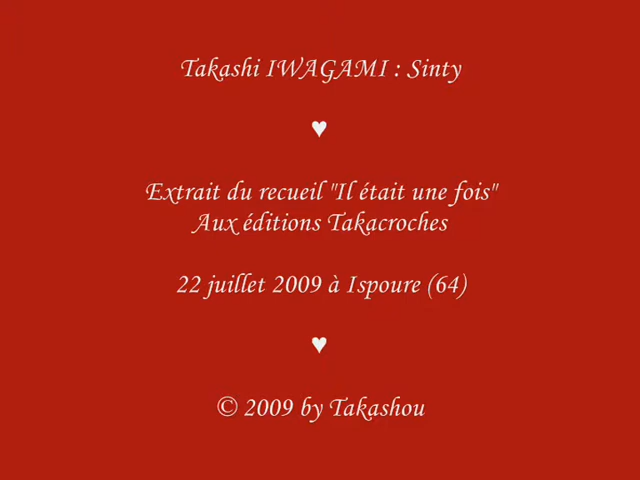 Takashi IWAGAMI : Sinty
♥
Extrait du recueil "Il était une fois"
Aux éditions Takacroches
22 juillet 2009 à Ispoure (64)
♥
© 2009 by Takashou